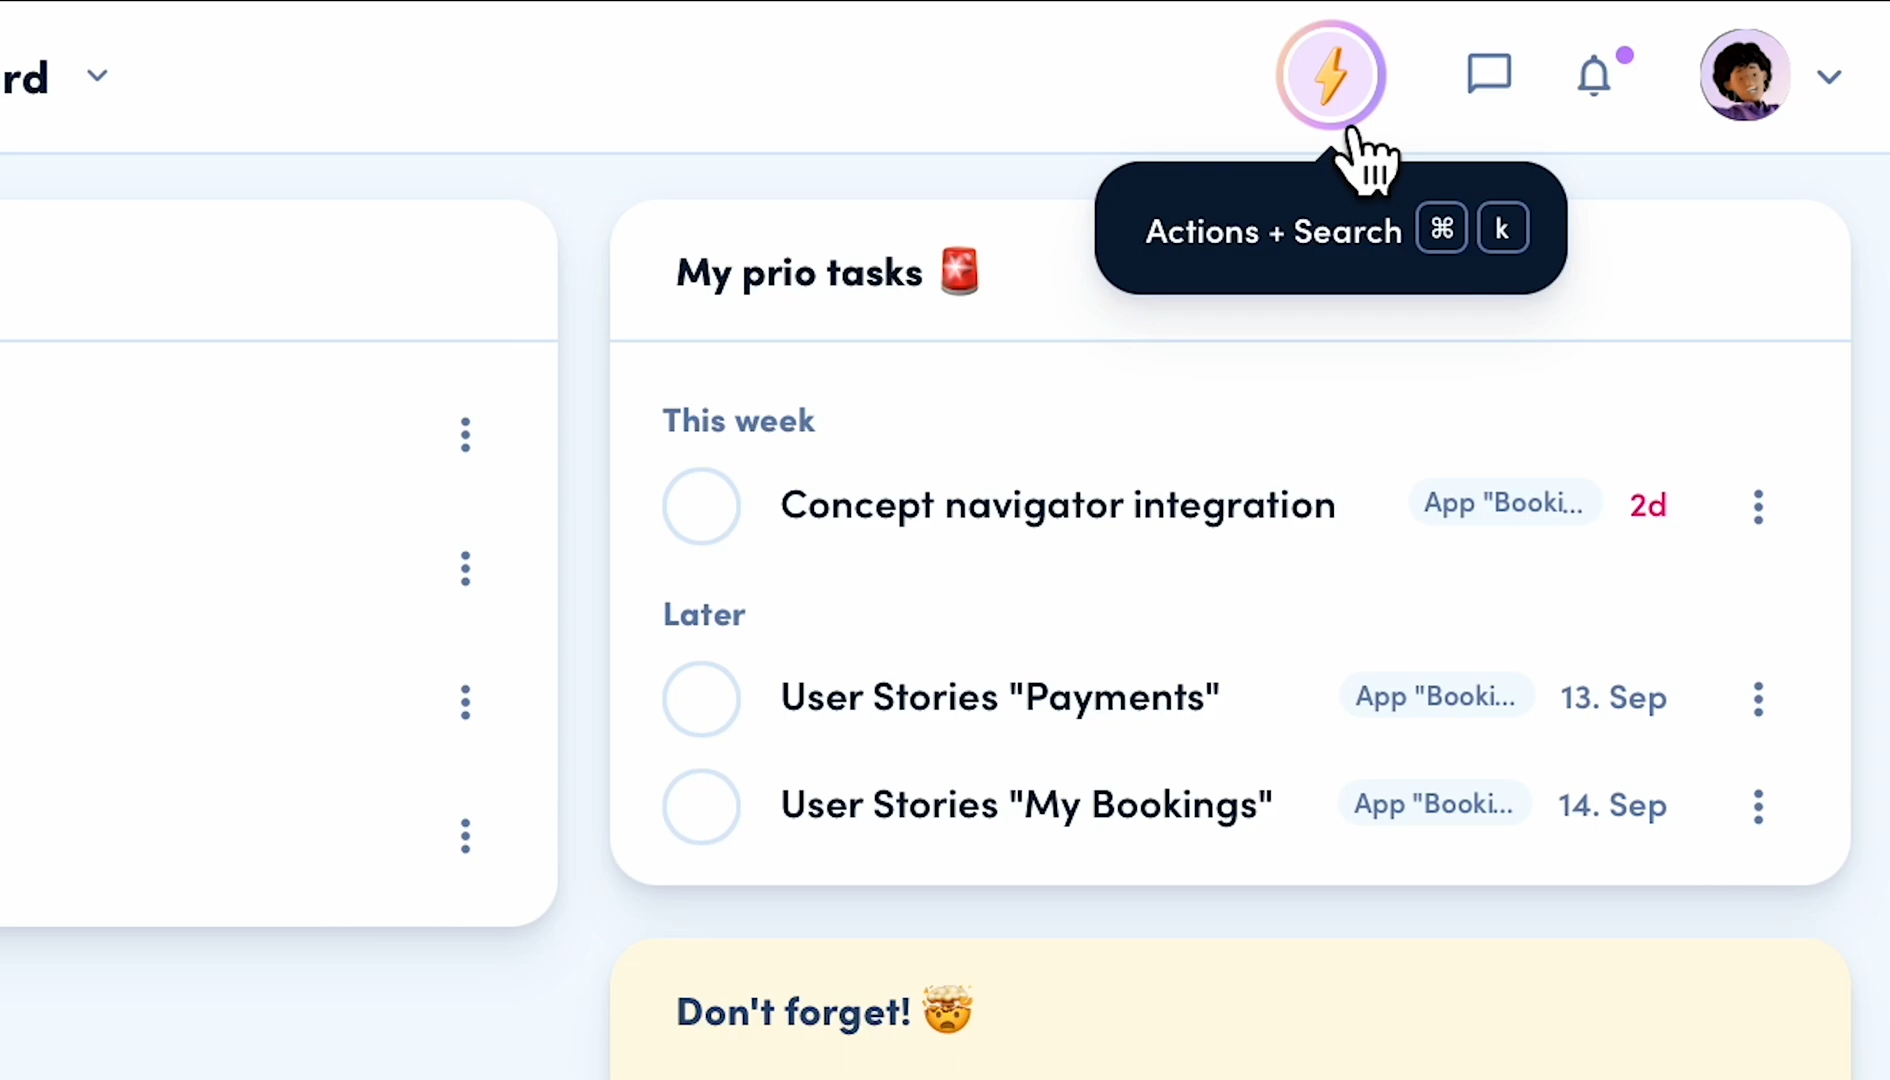 rd
Actions + Search ⌘ k
My prio tasks 🚨
This week
Concept navigator integration App "Booki... 2d
Later
User Stories "Payments" App "Booki... 13. Sep
User Stories "My Bookings" App "Booki... 14. Sep
Don't forget! 🤯